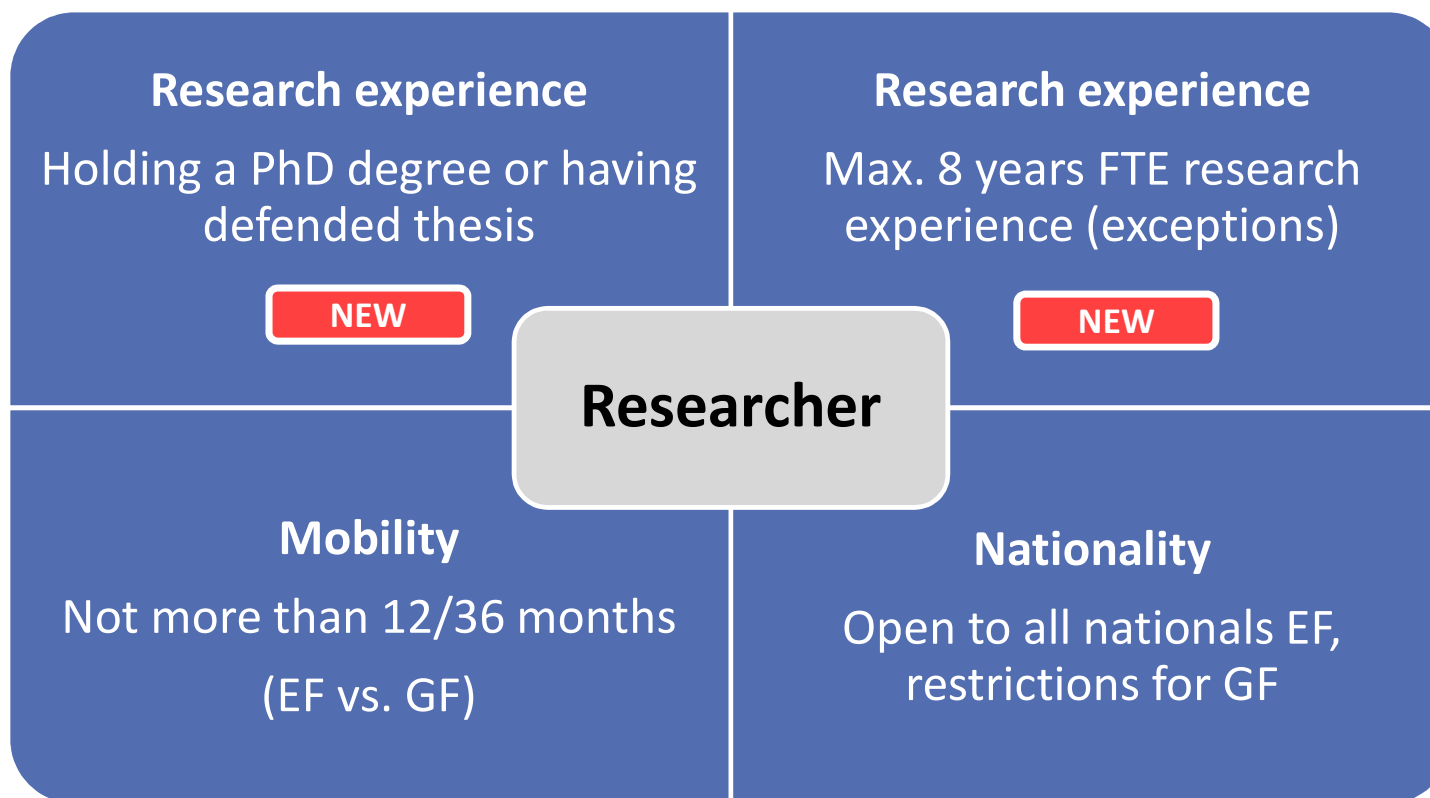 Research experience
Holding a PhD degree or having
defended thesis
NEW
Research experience
Max. 8 years FTE research
experience (exceptions)
NEW
Researcher
Mobility
Not more than 12/36 months
(EF vs. GF)
Nationality
Open to all nationals EF,
restrictions for GF